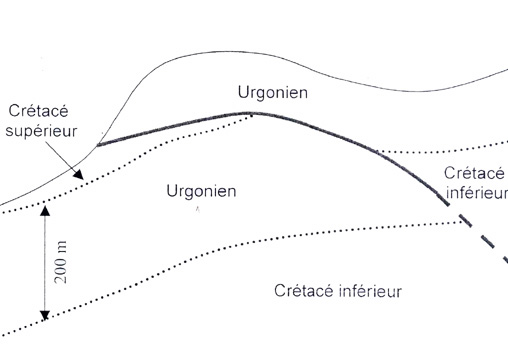 Urgonien
Crétacé
supérieur
Urgonien
Crétacé
inférieur
200 m
Crétacé inférieur